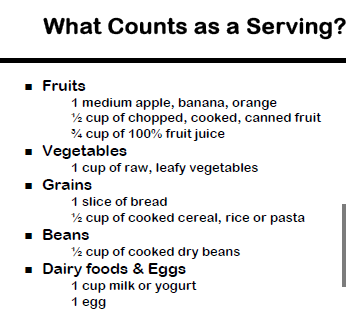 What Counts as a Serving?
▪ Fruits
1 medium apple, banana, orange
½ cup of chopped, cooked, canned fruit
¾ cup of 100% fruit juice
▪ Vegetables
1 cup of raw, leafy vegetables
▪ Grains
1 slice of bread
½ cup of cooked cereal, rice or pasta
▪ Beans
½ cup of cooked dry beans
▪ Dairy foods & Eggs
1 cup milk or yogurt
1 egg